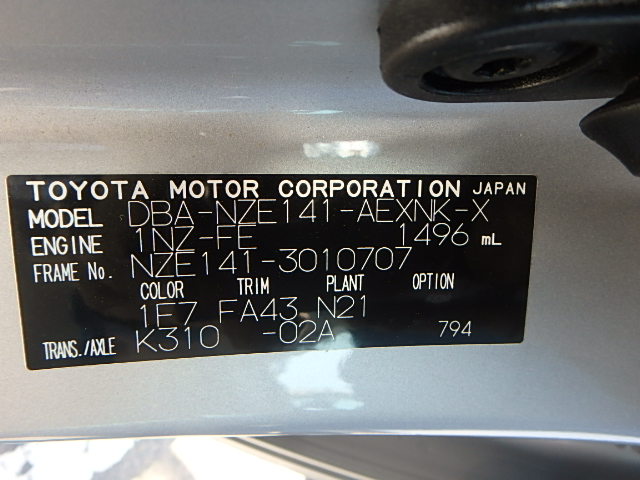 TOYOTA MOTOR CORPORATION JAPAN
MODEL DBA-NZE141-AEXNK-X
ENGINE 1NZ-FE 1496 mL
FRAME No. NZE141-3010707
COLOR TRIM PLANT OPTION
1E7 FA43 N21
TRANS./AXLE K310 -02A 794